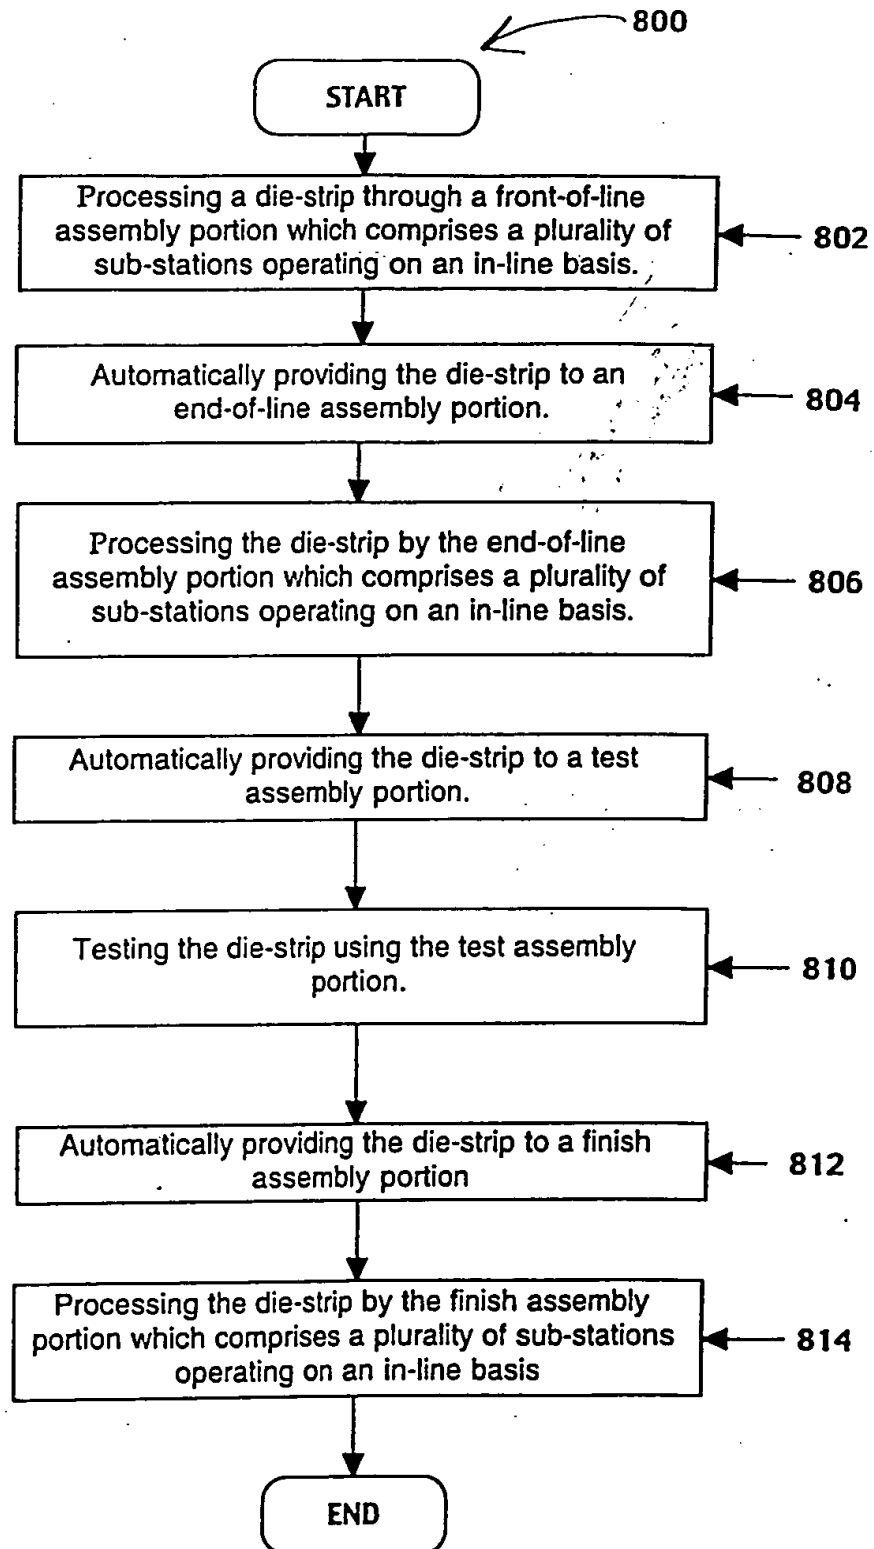 800
START
Processing a die-strip through a front-of-line
assembly portion which comprises a plurality of
sub-stations operating on an in-line basis.
802
Automatically providing the die-strip to an
end-of-line assembly portion.
804
Processing the die-strip by the end-of-line
assembly portion which comprises a plurality of
sub-stations operating on an in-line basis.
806
Automatically providing the die-strip to a test
assembly portion.
808
Testing the die-strip using the test assembly
portion.
810
Automatically providing the die-strip to a finish
assembly portion
812
Processing the die-strip by the finish assembly
portion which comprises a plurality of sub-stations
operating on an in-line basis
814
END